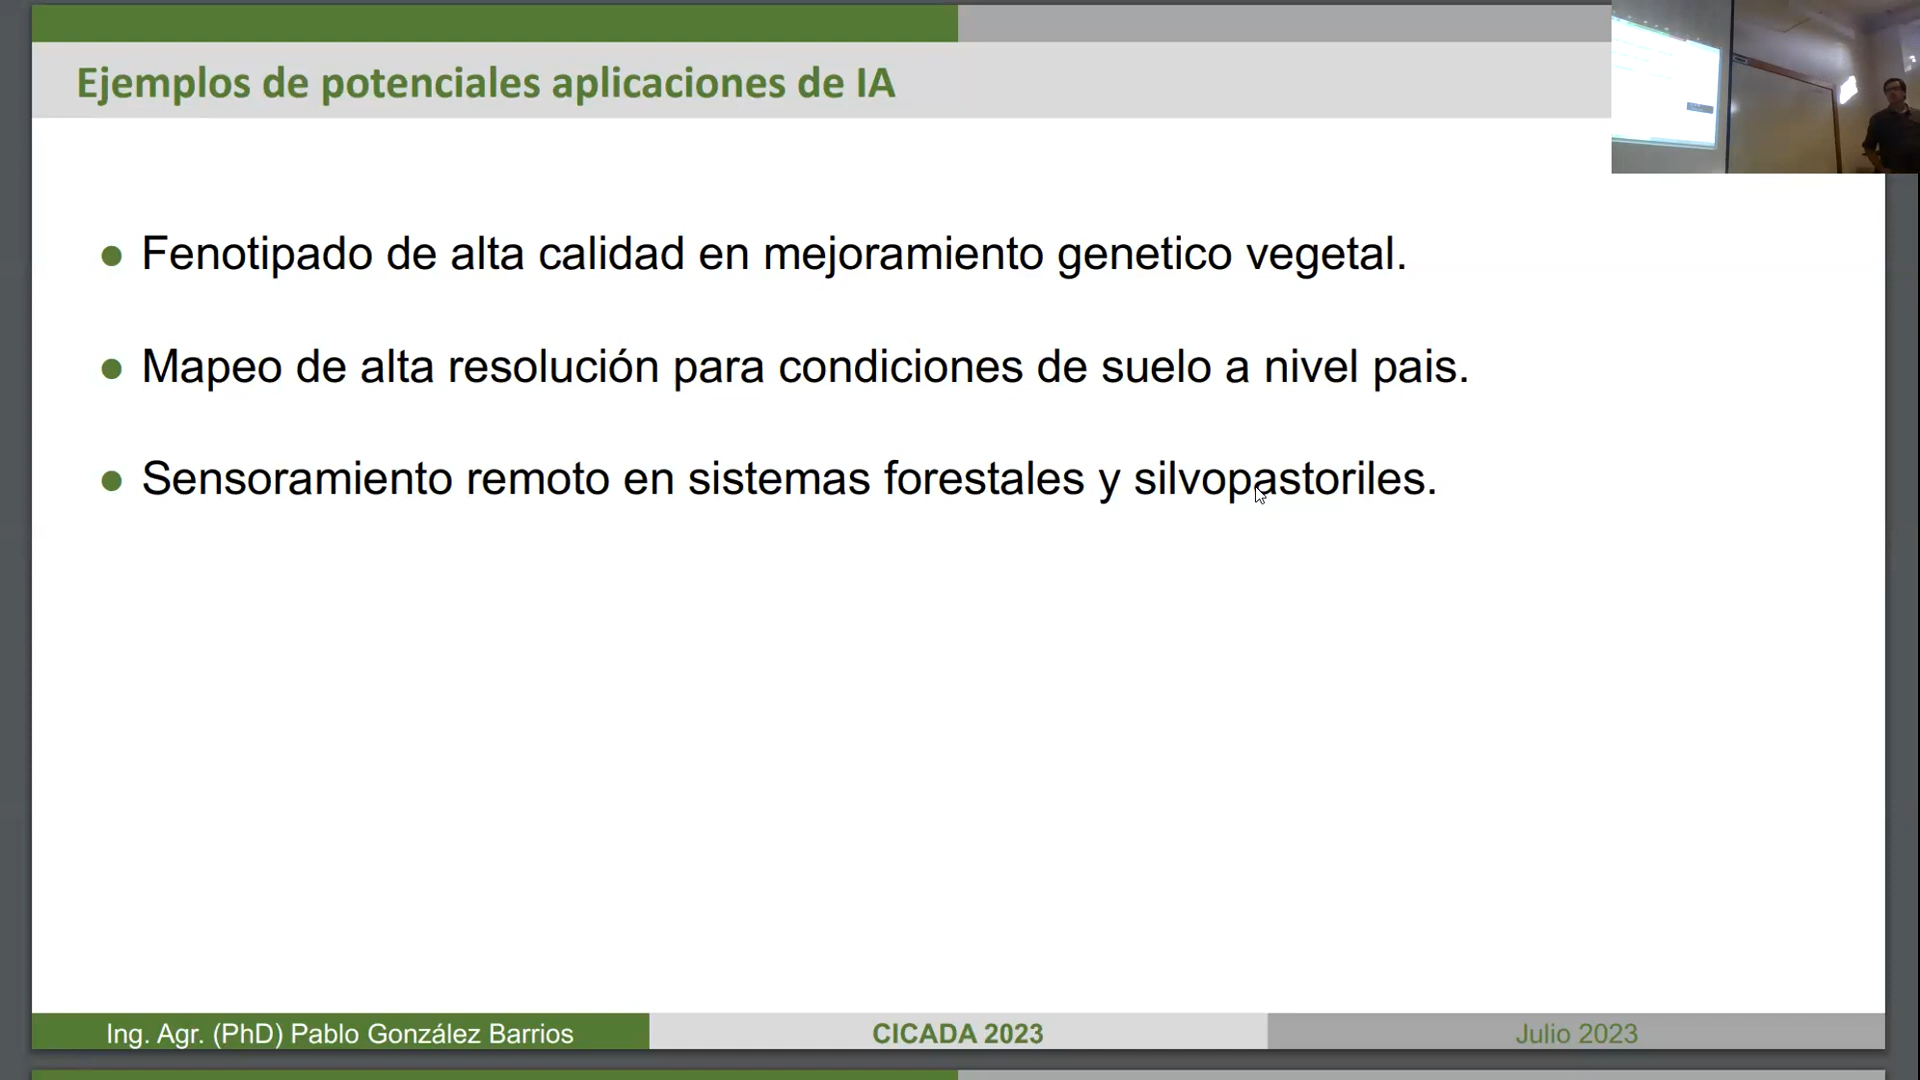 Ejemplos de potenciales aplicaciones de IA
● Fenotipado de alta calidad en mejoramiento genetico vegetal.
● Mapeo de alta resolución para condiciones de suelo a nivel pais.
● Sensoramiento remoto en sistemas forestales y silvopastoriles.
Ing. Agr. (PhD) Pablo González Barrios
CICADA 2023
Julio 2023